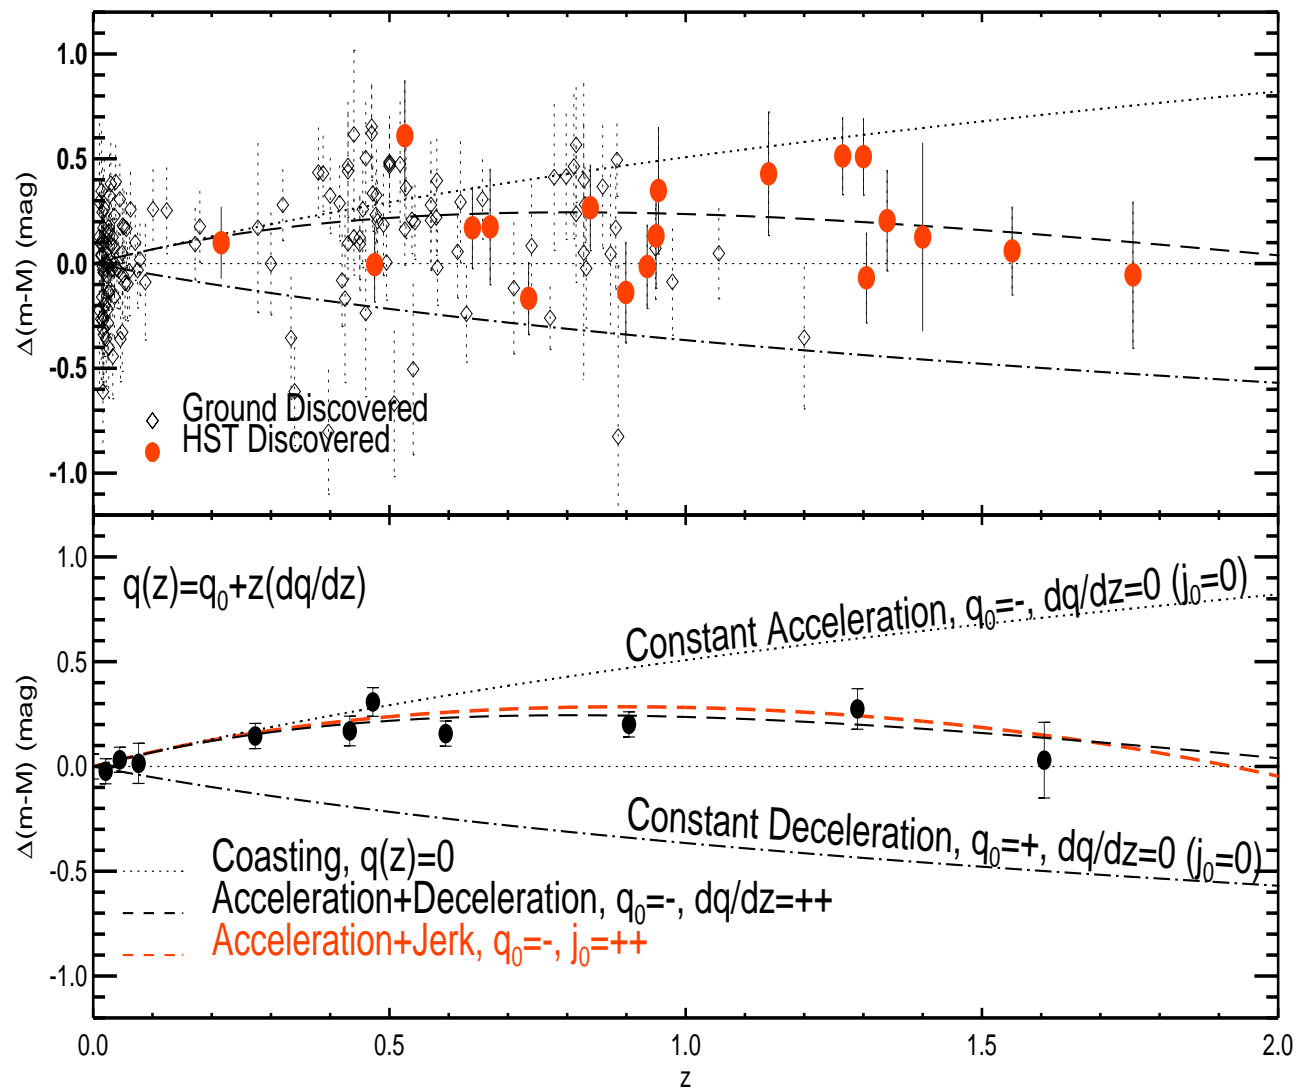 1.0
0.5
0.0
-0.5
-1.0
Δ(m-M) (mag)
Ground Discovered
HST Discovered
1.0
0.5
0.0
-0.5
-1.0
Δ(m-M) (mag)
q(z)=q₀+z(dq/dz)
Constant Acceleration, q₀=-, dq/dz=0 (j₀=0)
Constant Deceleration, q₀=+, dq/dz=0 (j₀=0)
Coasting, q(z)=0
Acceleration+Deceleration, q₀=-, dq/dz=++
Acceleration+Jerk, q₀=-, j₀=++
0.0 0.5 1.0 1.5 2.0
z